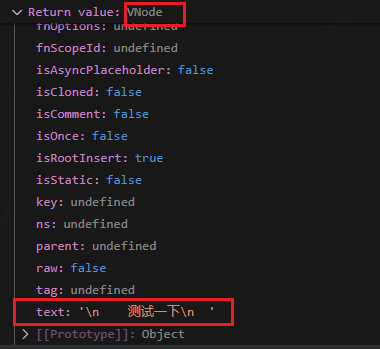 Return value: VNode
fnOptions: undefined
fnScopeId: undefined
isAsyncPlaceholder: false
isCloned: false
isComment: false
isOnce: false
isRootInsert: true
isStatic: false
key: undefined
ns: undefined
parent: undefined
raw: false
tag: undefined
text: '\n    测试一下\n  '
[[Prototype]]: Object